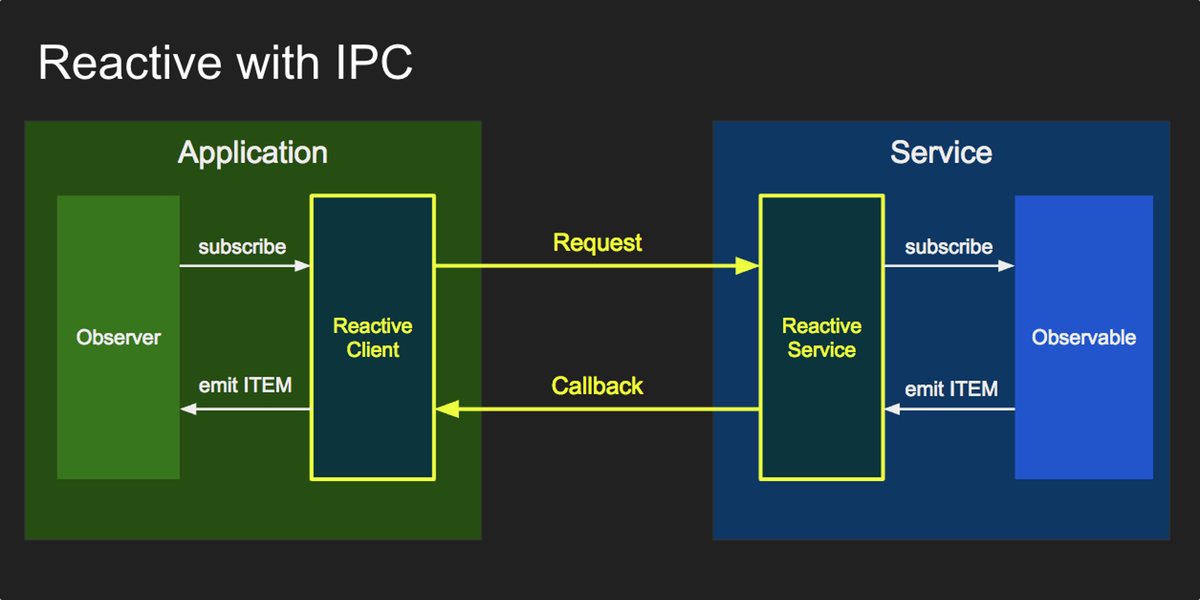 Reactive with IPC
Application
Service
subscribe
Request
subscribe
Observer
Reactive
Client
Reactive
Service
Observable
emit ITEM
Callback
emit ITEM